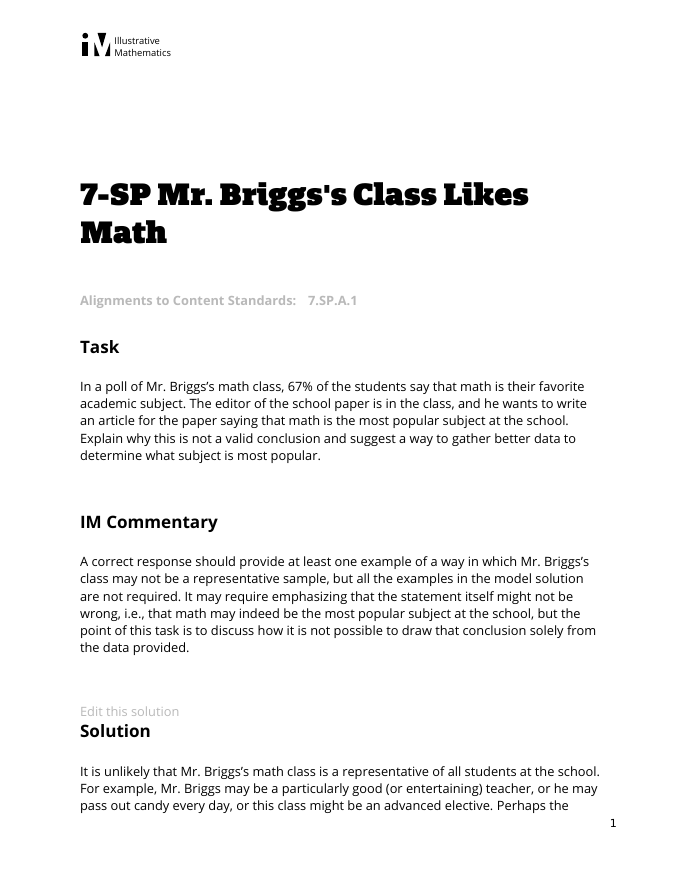 Illustrative
Mathematics
7-SP Mr. Briggs's Class Likes
Math
Alignments to Content Standards: 7.SP.A.1
Task
In a poll of Mr. Briggs’s math class, 67% of the students say that math is their favorite
academic subject. The editor of the school paper is in the class, and he wants to write
an article for the paper saying that math is the most popular subject at the school.
Explain why this is not a valid conclusion and suggest a way to gather better data to
determine what subject is most popular.
IM Commentary
A correct response should provide at least one example of a way in which Mr. Briggs’s
class may not be a representative sample, but all the examples in the model solution
are not required. It may require emphasizing that the statement itself might not be
wrong, i.e., that math may indeed be the most popular subject at the school, but the
point of this task is to discuss how it is not possible to draw that conclusion solely from
the data provided.
Edit this solution
Solution
It is unlikely that Mr. Briggs’s math class is a representative of all students at the school.
For example, Mr. Briggs may be a particularly good (or entertaining) teacher, or he may
pass out candy every day, or this class might be an advanced elective. Perhaps the
1